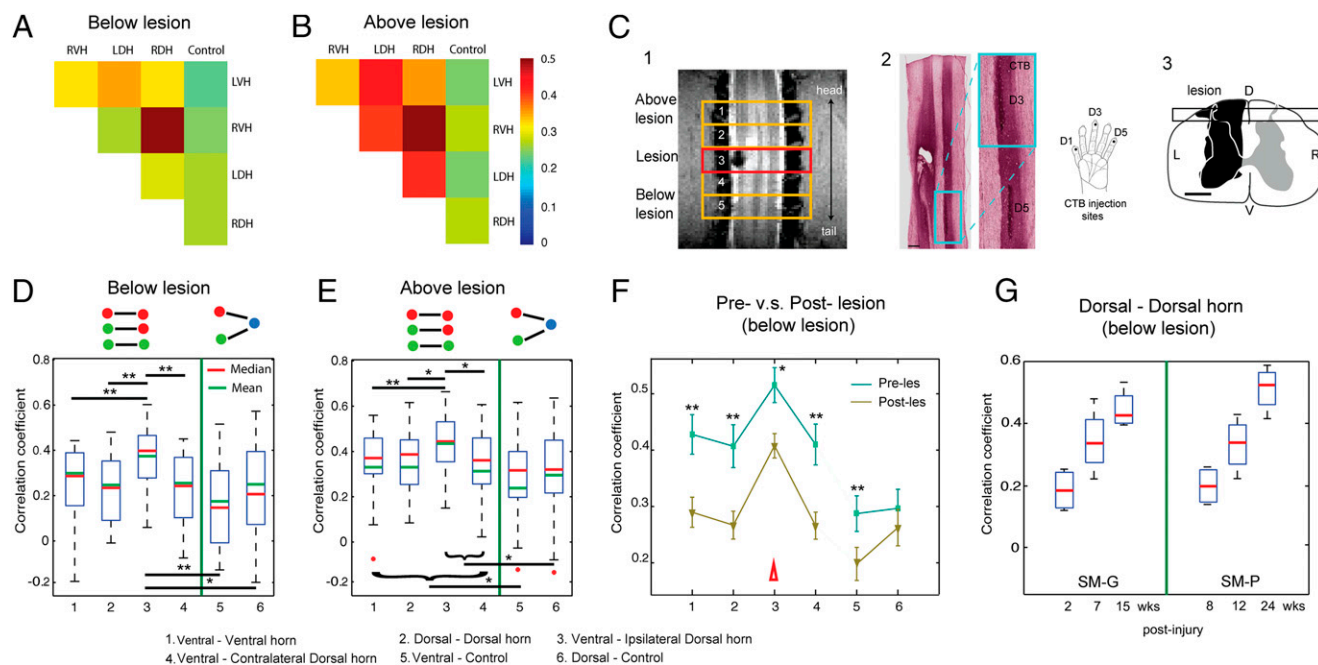 A
Below lesion
RVH LDH RDH Control
LVH
RVH
LDH
RDH
B
Above lesion
RVH LDH RDH Control
LVH
RVH
LDH
RDH
0.5
0.4
0.3
0.2
0.1
0
C
1
Above lesion
Lesion
Below lesion
1
2
3
4
5
head
tail
2
CTB
D3
D5
D3
D1
D5
CTB injection sites
3
lesion
D
L
R
V
D
Below lesion
Correlation coefficient
0.8
0.6
0.4
0.2
0
-0.2
Median
Mean
**
**
**
**
*
1 2 3 4 5 6
E
Above lesion
Correlation coefficient
0.8
0.6
0.4
0.2
0
-0.2
*
**
*
*
*
1 2 3 4 5 6
F
Pre- v.s. Post- lesion
(below lesion)
Correlation coefficient
0.5
0.4
0.3
0.2
Pre-les
Post-les
** ** * ** **
1 2 3 4 5 6
G
Dorsal - Dorsal horn
(below lesion)
Correlation coefficient
0.6
0.4
0.2
0
SM-G SM-P
2 7 15 wks 8 12 24 wks
post-injury
1. Ventral - Ventral horn 2. Dorsal - Dorsal horn 3. Ventral - Ipsilateral Dorsal horn
4. Ventral - Contralateral Dorsal horn 5. Ventral - Control 6. Dorsal - Control